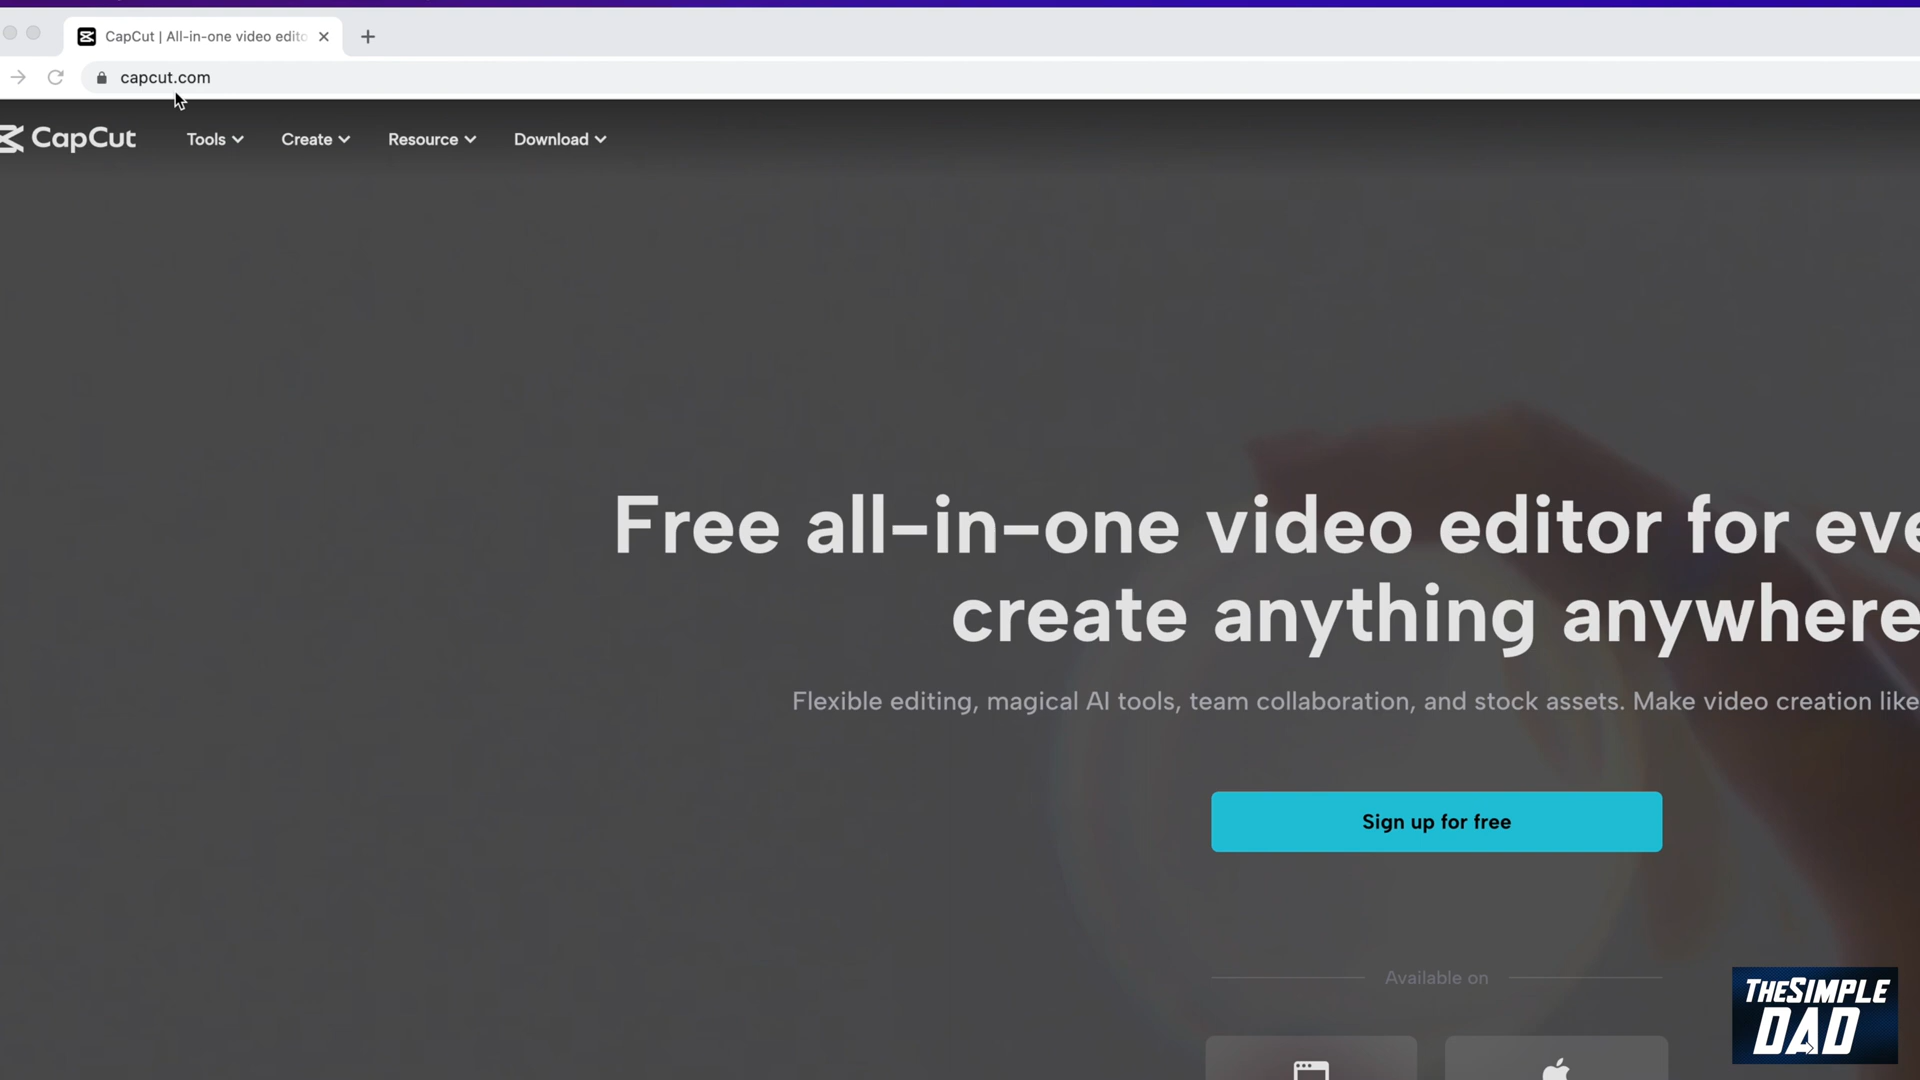 CapCut | All-in-one video edito
capcut.com
CapCut
Tools
Create
Resource
Download
Free all-in-one video editor for eve
create anything anywhere
Flexible editing, magical AI tools, team collaboration, and stock assets. Make video creation like
Sign up for free
Available on
THESIMPLE
DAD